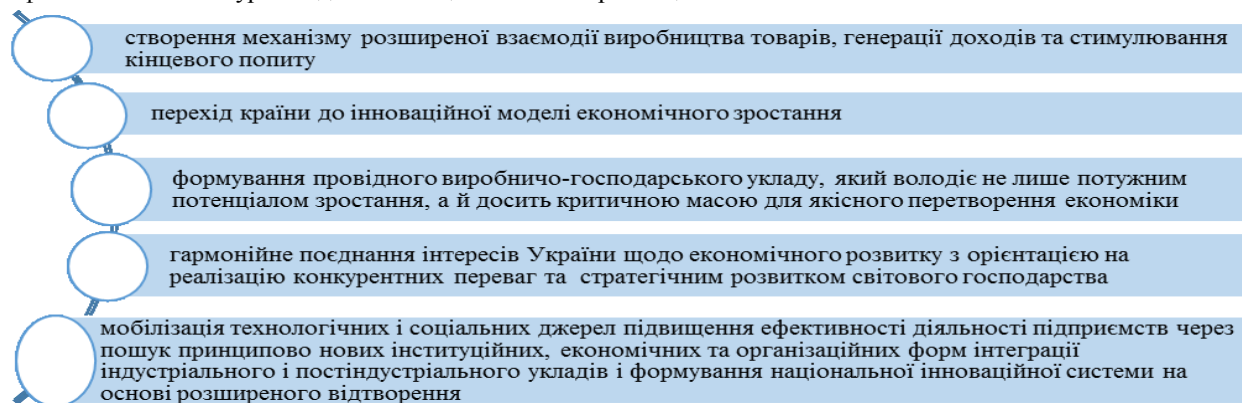 створення механізму розширеної взаємодії виробництва товарів, генерації доходів та стимулювання
кінцевого попиту
перехід країни до інноваційної моделі економічного зростання
формування провідного виробничо-господарського укладу, який володіє не лише потужним
потенціалом зростання, а й досить критичною масою для якісного перетворення економіки
гармонійне поєднання інтересів України щодо економічного розвитку з орієнтацією на
реалізацію конкурентних переваг та стратегічним розвитком світового господарства
мобілізація технологічних і соціальних джерел підвищення ефективності діяльності підприємств через
пошук принципово нових інституційних, економічних та організаційних форм інтеграції
індустріального і постіндустріального укладів і формування національної інноваційної системи на
основі розширеного відтворення